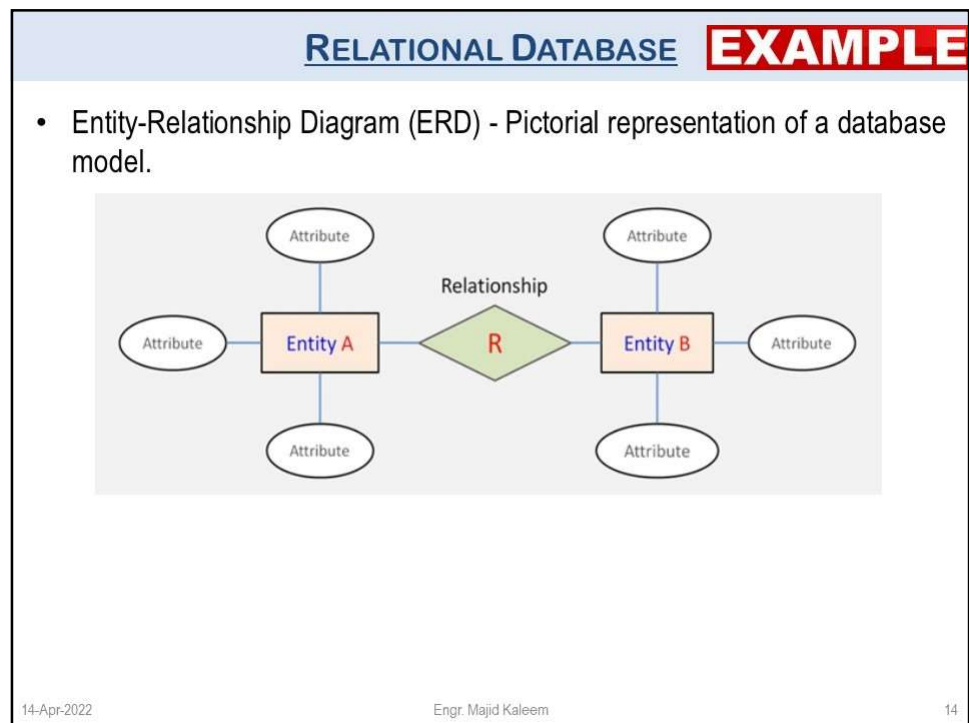 RELATIONAL DATABASE EXAMPLE
• Entity-Relationship Diagram (ERD) - Pictorial representation of a database
model.
Attribute Attribute
Relationship
Attribute Entity A R Entity B Attribute
Attribute Attribute
14-Apr-2022 Engr. Majid Kaleem 14